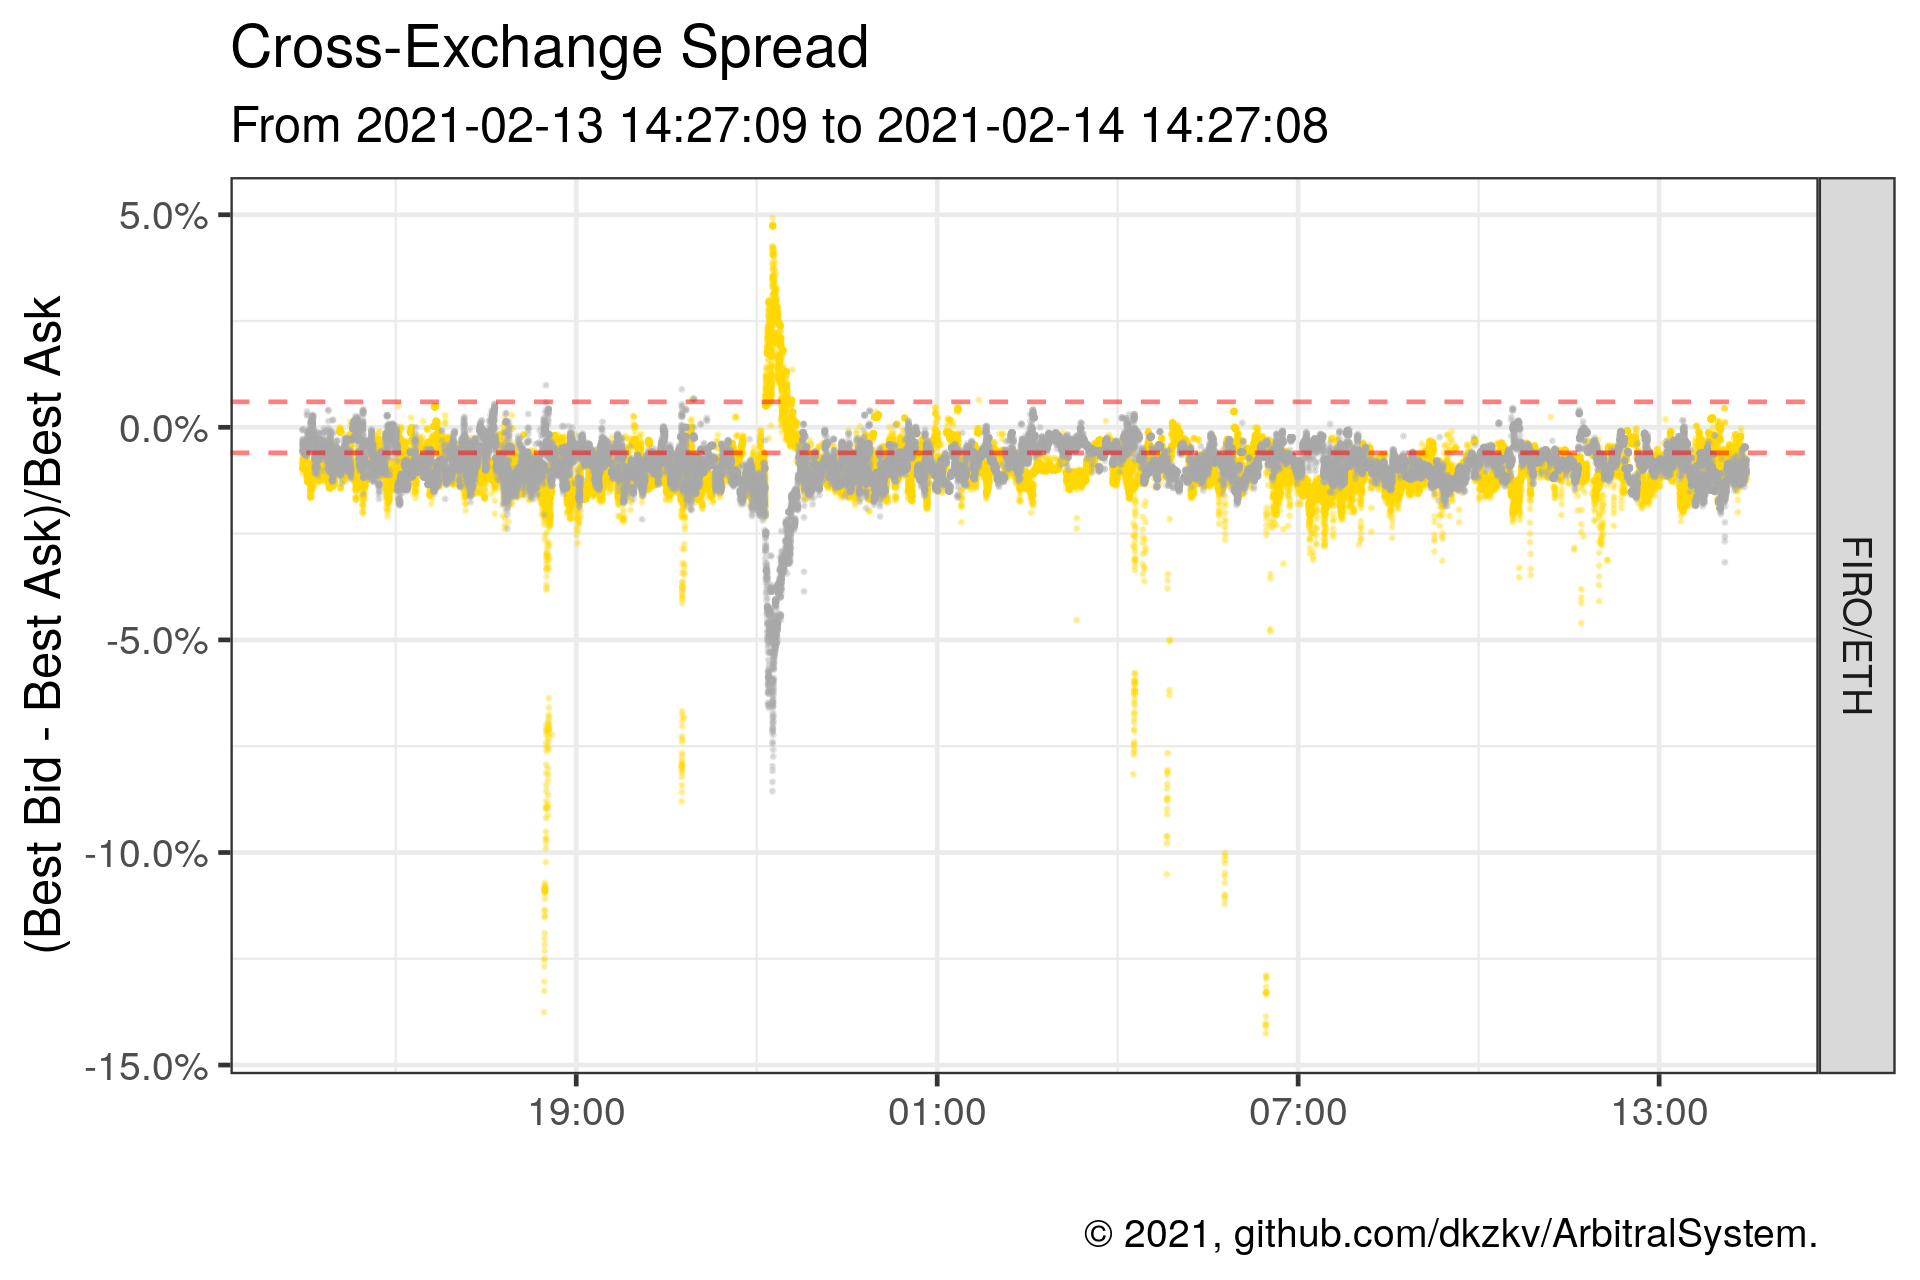 Cross-Exchange Spread
From 2021-02-13 14:27:09 to 2021-02-14 14:27:08
(Best Bid - Best Ask)/Best Ask
5.0%
0.0%
-5.0%
-10.0%
-15.0%
FIRO/ETH
19:00
01:00
07:00
13:00
© 2021, github.com/dkzkv/ArbitralSystem.